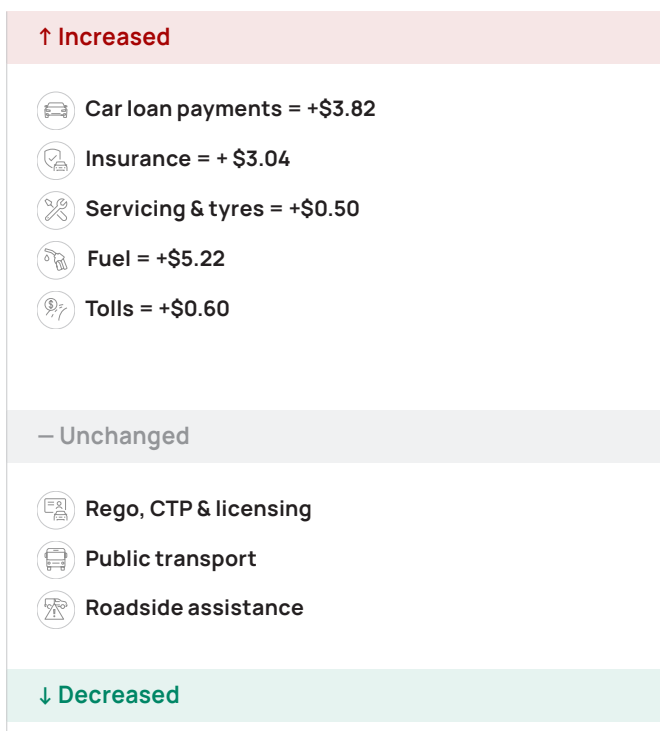 ↑ Increased
Car loan payments = +$3.82
Insurance = + $3.04
Servicing & tyres = +$0.50
Fuel = +$5.22
Tolls = +$0.60
— Unchanged
Rego, CTP & licensing
Public transport
Roadside assistance
↓ Decreased